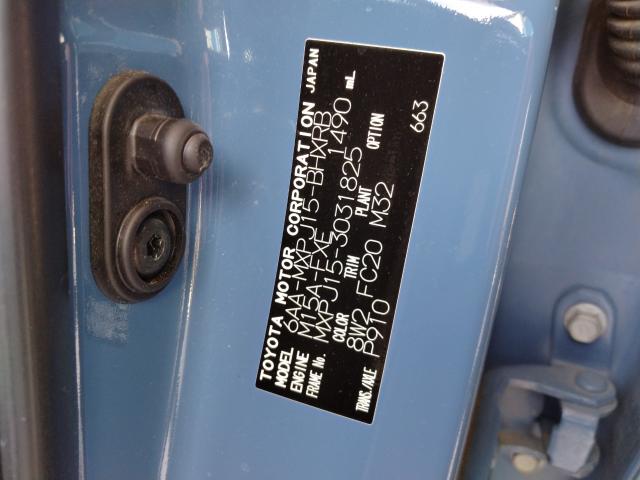 TOYOTA MOTOR CORPORATION JAPAN
MODEL 6AA-MXPJ15-BHXRB
ENGINE M15A-FXE 1490 mL
FRAME No. MXPJ15-3031825
COLOR TRIM PLANT OPTION
8W2 FC20 M32
TRANS./AXLE P910 663